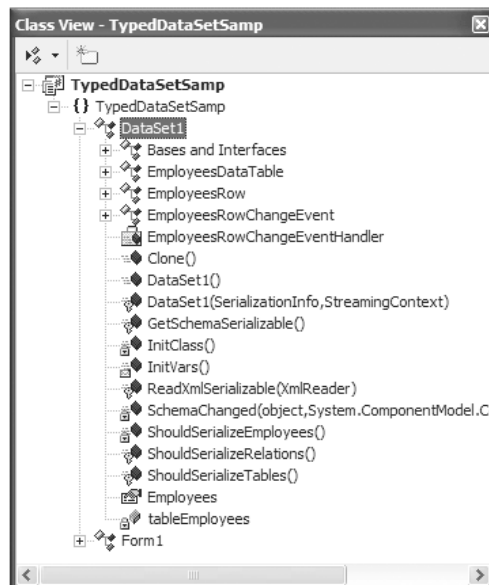 Class View - TypedDataSetSamp
TypedDataSetSamp
{} TypedDataSetSamp
DataSet1
Bases and Interfaces
EmployeesDataTable
EmployeesRow
EmployeesRowChangeEvent
EmployeesRowChangeEventHandler
Clone()
DataSet1()
DataSet1(SerializationInfo,StreamingContext)
GetSchemaSerializable()
InitClass()
InitVars()
ReadXmlSerializable(XmlReader)
SchemaChanged(object,System.ComponentModel.C
ShouldSerializeEmployees()
ShouldSerializeRelations()
ShouldSerializeTables()
Employees
tableEmployees
Form1